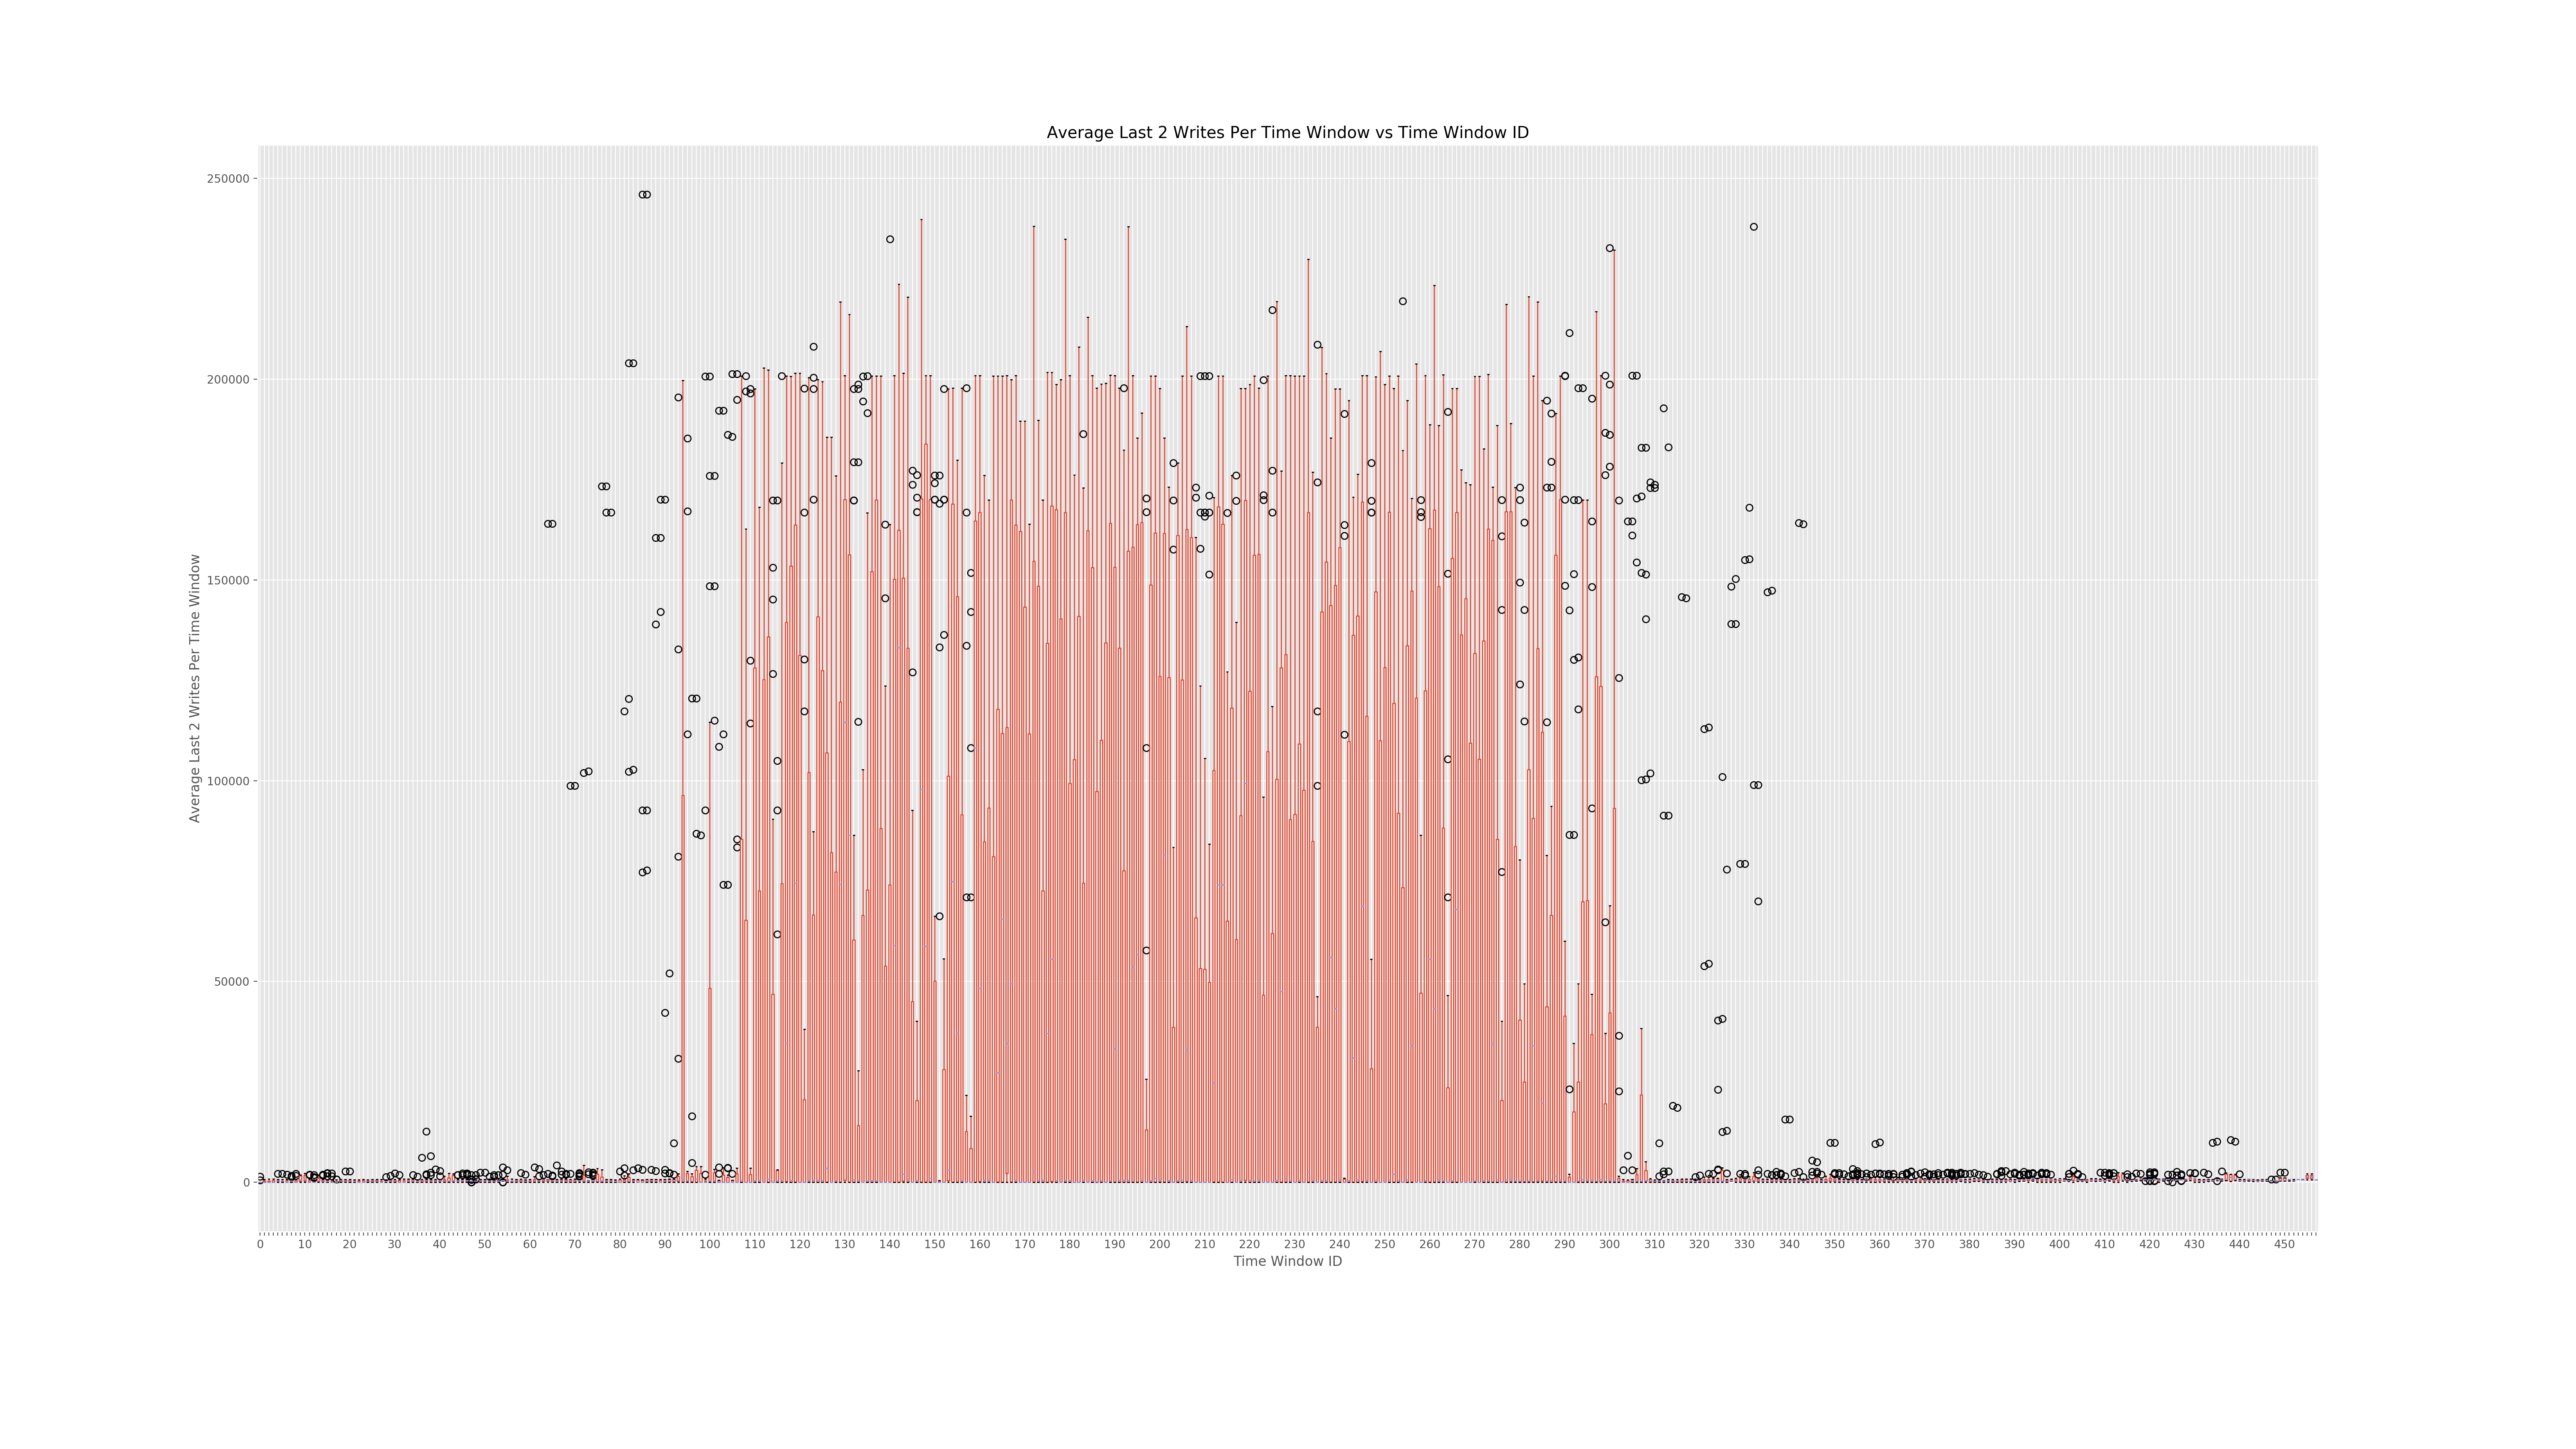 Average Last 2 Writes Per Time Window vs Time Window ID
Average Last 2 Writes Per Time Window
250000
200000
150000
100000
50000
0
0 10 20 30 40 50 60 70 80 90 100 110 120 130 140 150 160 170 180 190 200 210 220 230 240 250 260 270 280 290 300 310 320 330 340 350 360 370 380 390 400 410 420 430 440 450
Time Window ID